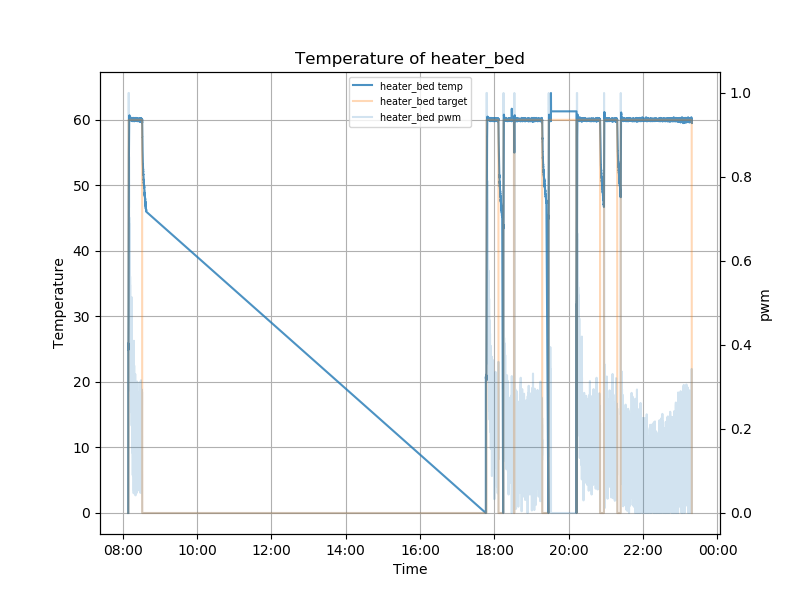 Temperature of heater_bed
heater_bed temp
heater_bed target
heater_bed pwm
60
50
40
30
20
10
0
Temperature
1.0
0.8
0.6
0.4
0.2
0.0
pwm
08:00 10:00 12:00 14:00 16:00 18:00 20:00 22:00 00:00
Time